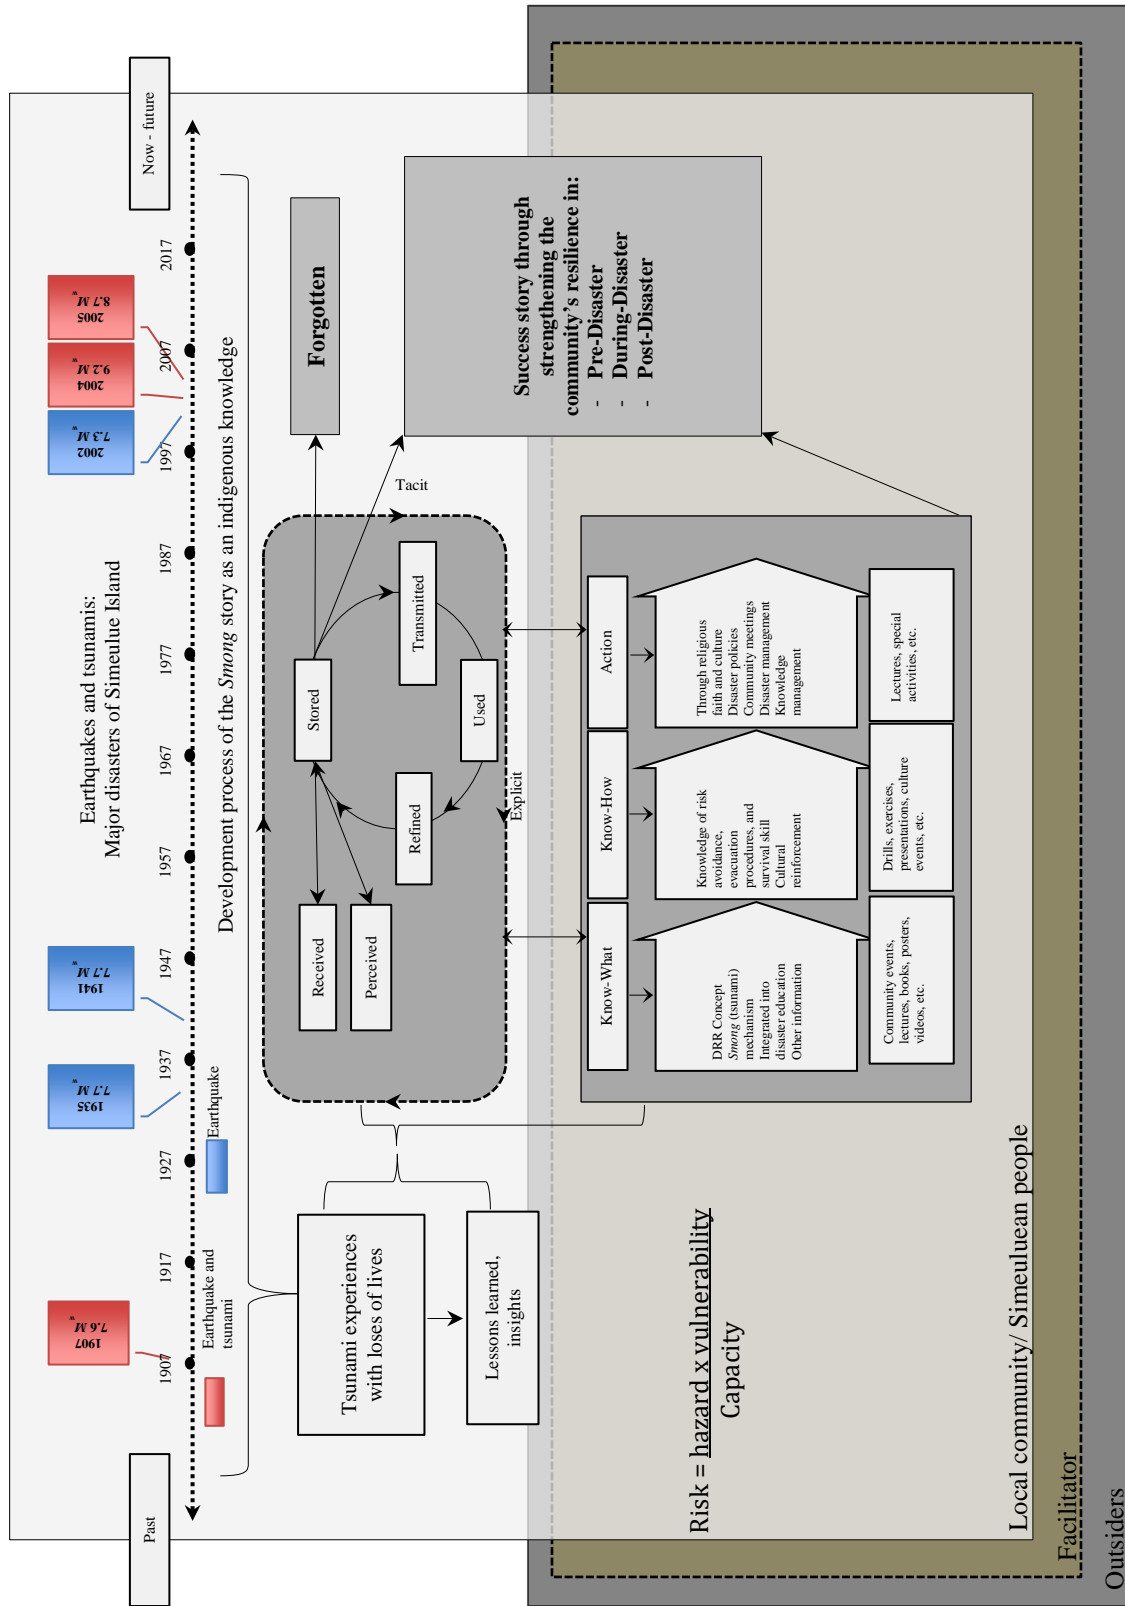 Past
Now - future
Earthquakes and tsunamis:
Major disasters of Simeulue Island
1907
7.6 Mw
1935
7.7 Mw
1941
7.7 Mw
2002
7.3 Mw
2004
9.2 Mw
2005
8.7 Mw
1907
1917
1927
1937
1947
1957
1967
1977
1987
1997
2007
2017
Earthquake and
tsunami
Earthquake
Development process of the Smong story as an indigenous knowledge
Tsunami experiences
with loses of lives
Lessons learned,
insights
Received
Perceived
Stored
Refined
Transmitted
Used
Tacit
Explicit
Forgotten
Success story through
strengthening the
community's resilience in:
- Pre-Disaster
- During-Disaster
- Post-Disaster
Know-What
Know-How
Action
DRR Concept
Smong (tsunami)
mechanism
Integrated into
disaster education
Other information
Knowledge of risk
avoidance,
evacuation
procedures, and
survival skill
Cultural
reinforcement
Through religious
faith and culture
Disaster policies
Community meetings
Disaster management
Knowledge
management
Community events,
lectures, books, posters,
videos, etc.
Drills, exercises,
presentations, culture
events, etc.
Lectures, special
activities, etc.
Risk = hazard x vulnerability
Capacity
Local community/ Simeuluean people
Facilitator
Outsiders